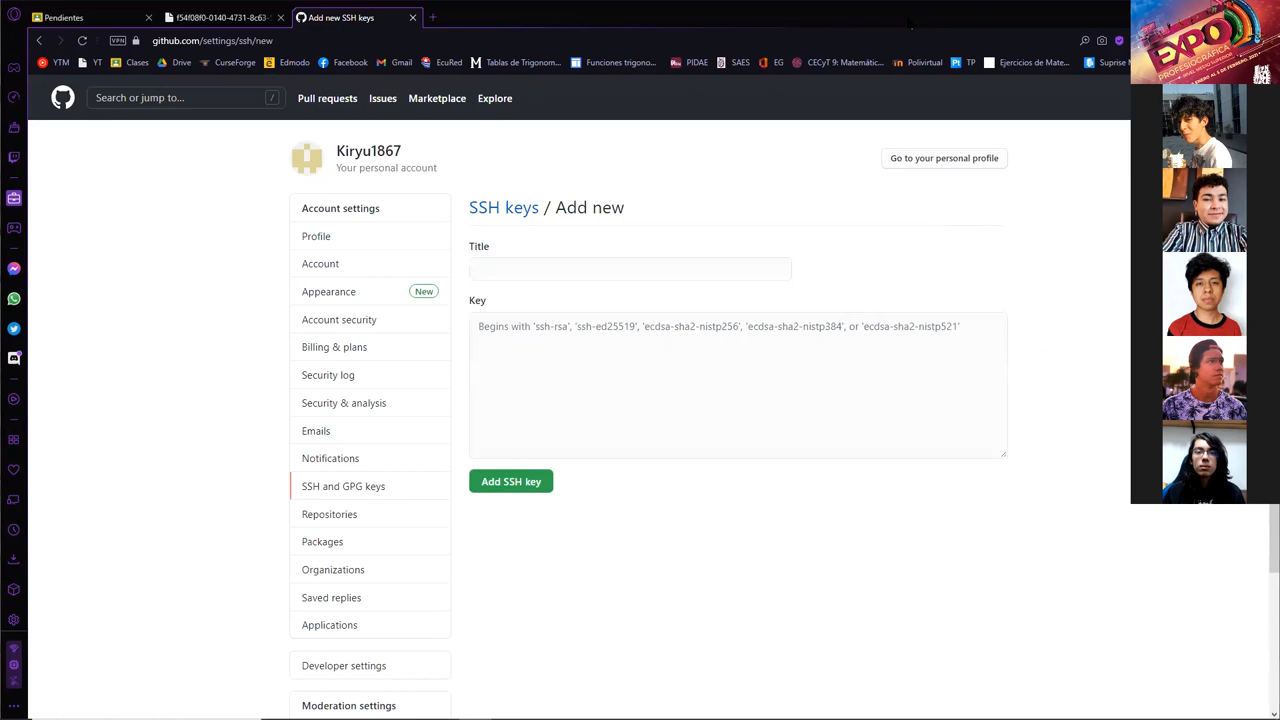 Pendientes
f54f08f0-0140-4731-8c63-
Add new SSH keys
VPN
github.com/settings/ssh/new
YTM
YT
Clases
Drive
CurseForge
Edmodo
Facebook
Gmail
EcuRed
Tablas de Trigonom...
Funciones trigono...
PIDAE
SAES
EG
CECyT 9: Matemátic...
Polivirtual
TP
Ejercicios de Mate...
Suprise M
EXPO
PROFESIOGRÁFICA
Search or jump to...
/
Pull requests
Issues
Marketplace
Explore
Kiryu1867
Your personal account
Go to your personal profile
Account settings
Profile
Account
Appearance
New
Account security
Billing & plans
Security log
Security & analysis
Emails
Notifications
SSH and GPG keys
Repositories
Packages
Organizations
Saved replies
Applications
Developer settings
Moderation settings
SSH keys / Add new
Title
Key
Begins with 'ssh-rsa', 'ssh-ed25519', 'ecdsa-sha2-nistp256', 'ecdsa-sha2-nistp384', or 'ecdsa-sha2-nistp521'
Add SSH key